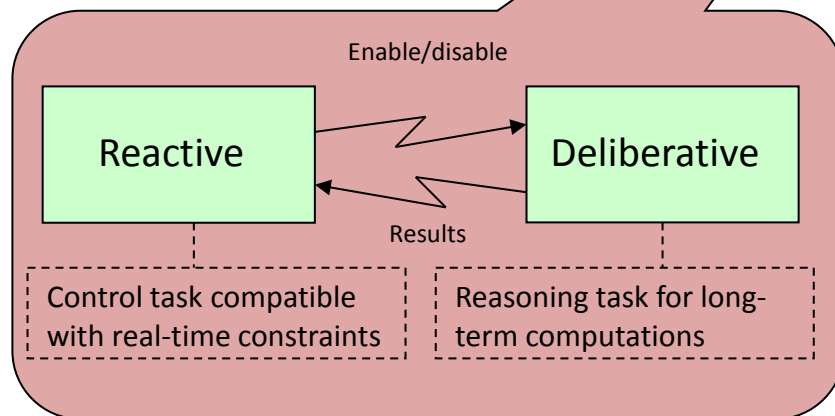 Enable/disable
Reactive
Deliberative
Results
Control task compatible
with real-time constraints
Reasoning task for long-
term computations